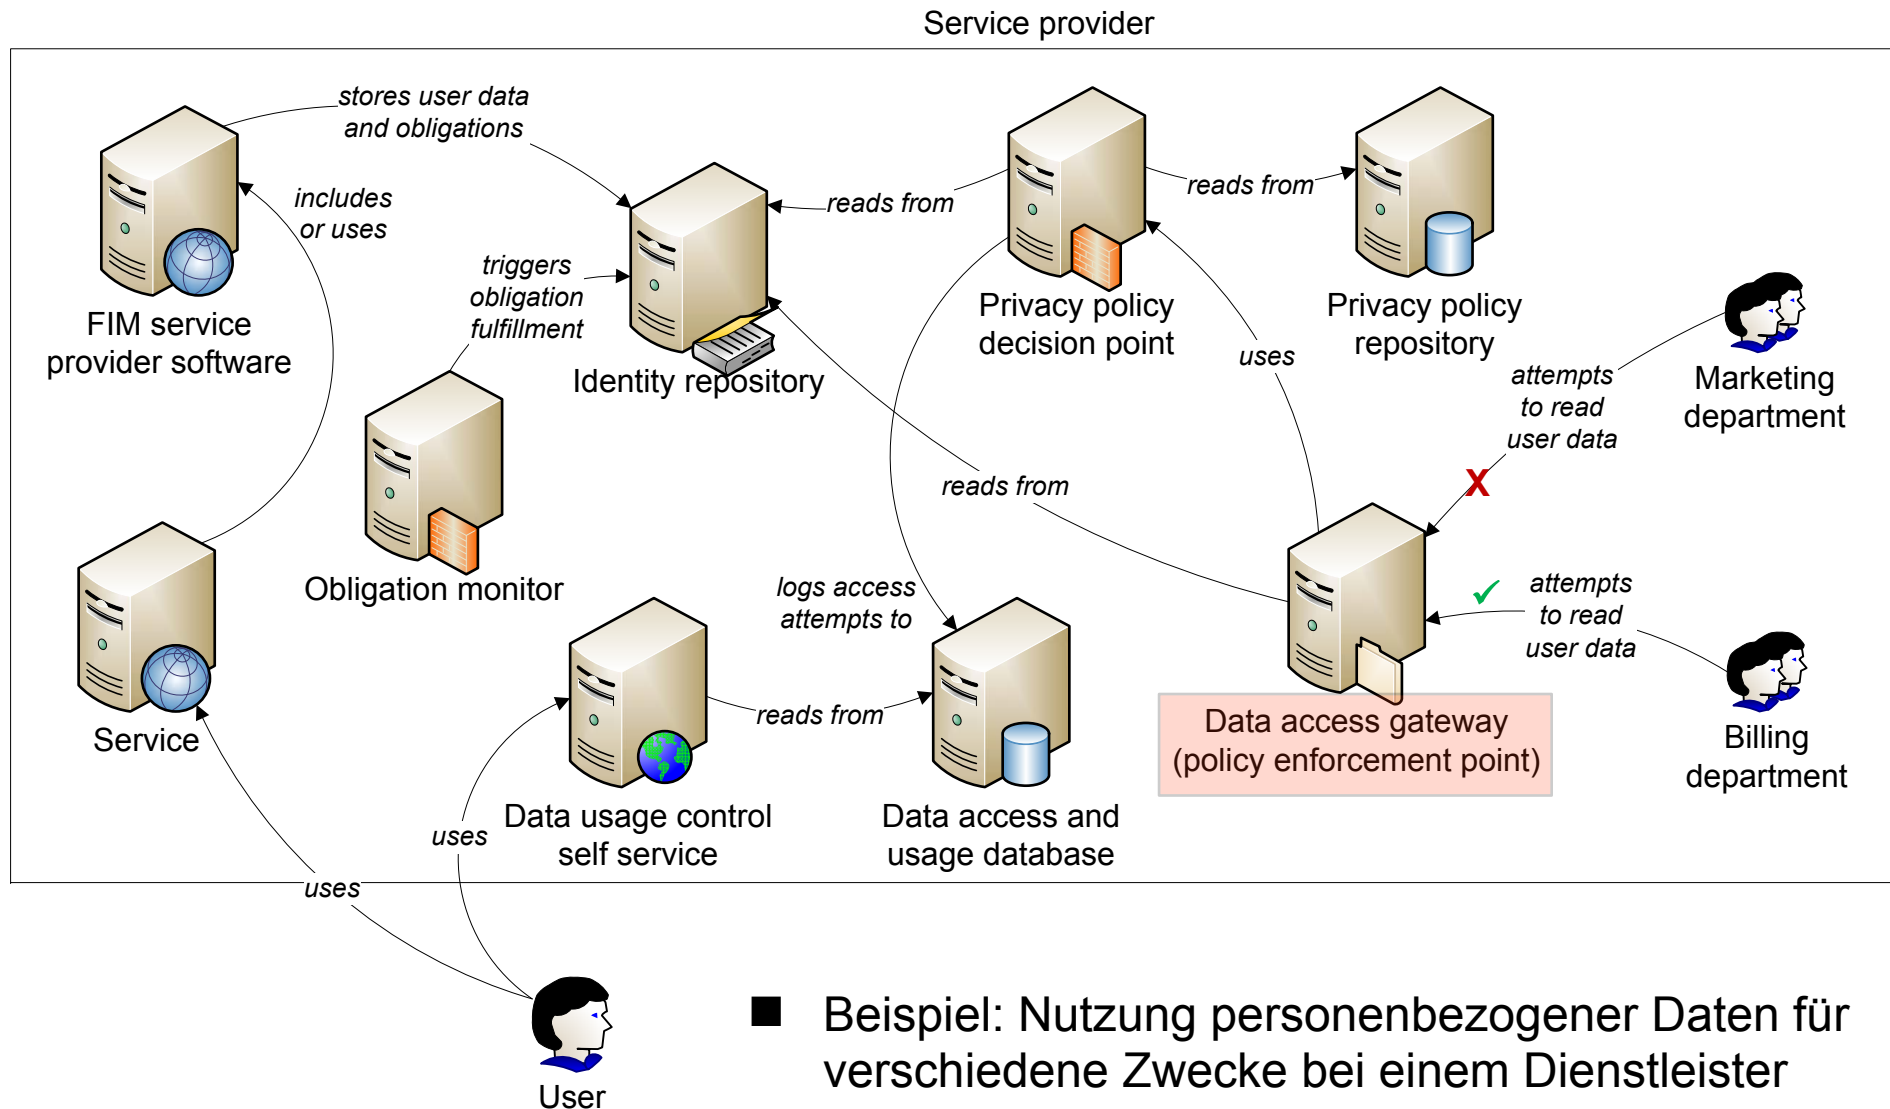 Service provider
stores user data
and obligations
includes
or uses
FIM service
provider software
triggers
obligation
fulfillment
Identity repository
reads from
Privacy policy
decision point
reads from
Privacy policy
repository
uses
Marketing
department
attempts
to read
user data
X
reads from
Obligation monitor
logs access
attempts to
attempts
to read
user data
Service
reads from
Data access gateway
(policy enforcement point)
Billing
department
Data usage control
self service
Data access and
usage database
uses
uses
User
Beispiel: Nutzung personenbezogener Daten für
verschiedene Zwecke bei einem Dienstleister